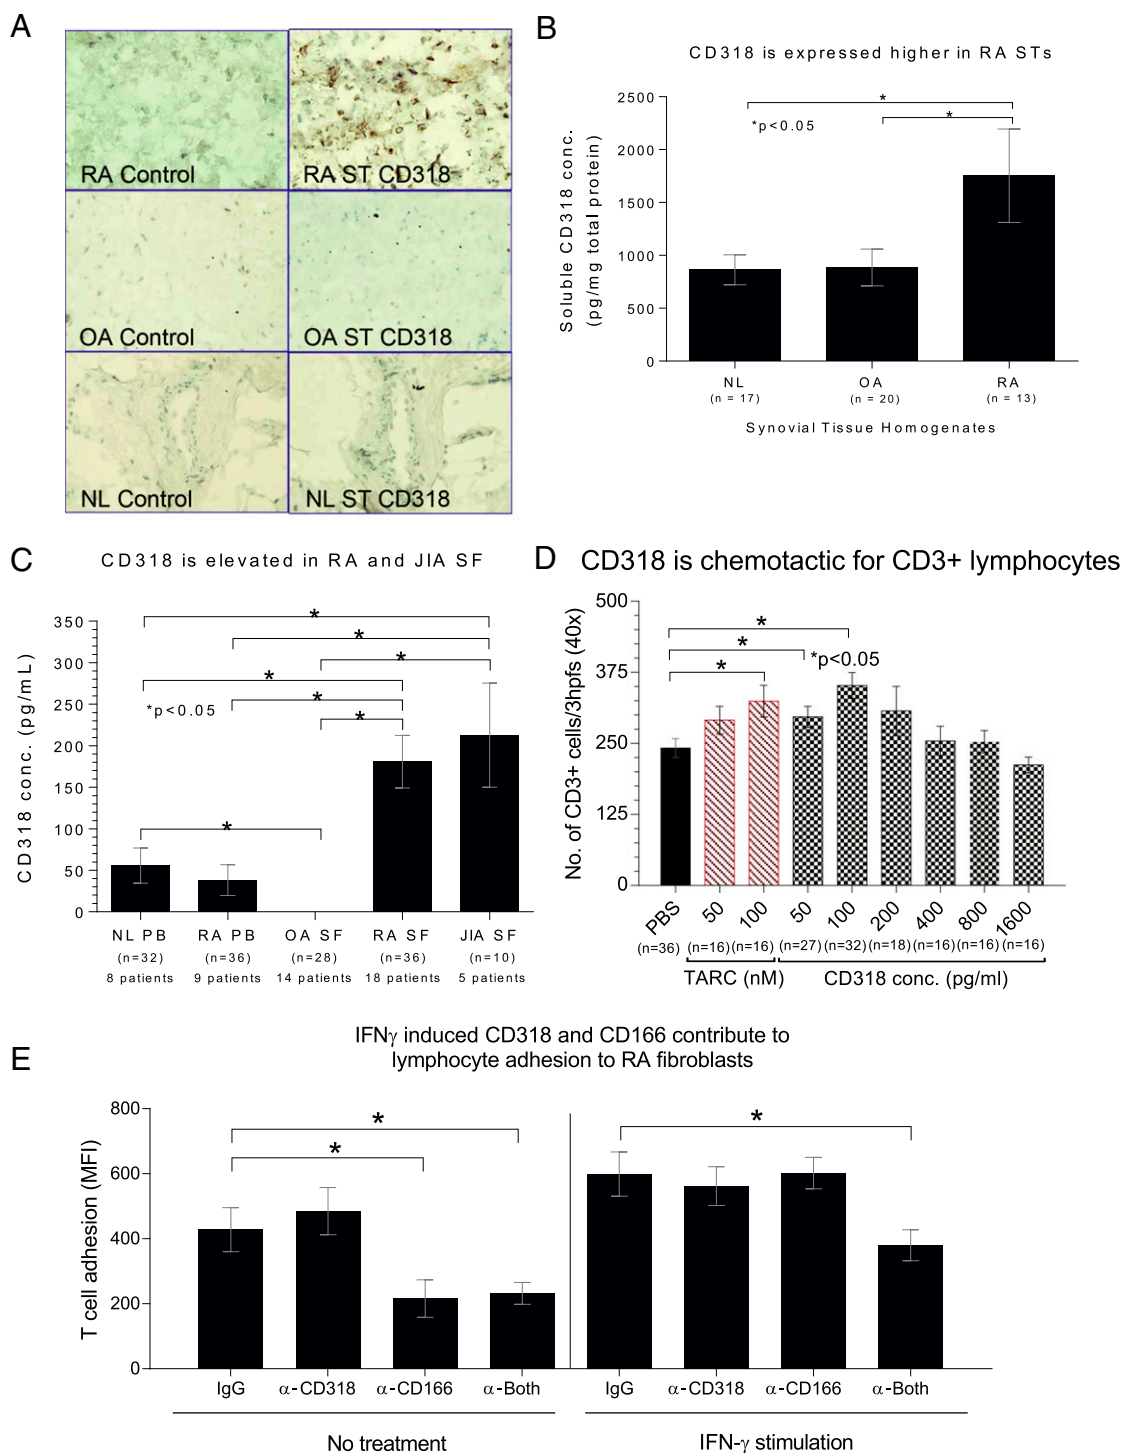 A
RA Control
RA ST CD318
OA Control
OA ST CD318
NL Control
NL ST CD318
B
CD318 is expressed higher in RA STs
Soluble CD318 conc.
(pg/mg total protein)
2500
2000
1500
1000
500
0
*
*p<0.05
*
NL
OA
RA
(n = 17)
(n = 20)
(n = 13)
Synovial Tissue Homogenates
C
CD318 is elevated in RA and JIA SF
CD318 conc. (pg/mL)
350
300
250
200
150
100
50
0
*
*
*
*
*
*p<0.05
*
*
NL PB
RA PB
OA SF
RA SF
JIA SF
(n=32)
(n=36)
(n=28)
(n=36)
(n=10)
8 patients
9 patients
14 patients
18 patients
5 patients
D
CD318 is chemotactic for CD3+ lymphocytes
No. of CD3+ cells/3hpfs (40x)
500
375
250
125
0
*
*
*p<0.05
*
PBS
50
100
50
100
200
400
800
1600
(n=36)
(n=16)
(n=16)
(n=27)
(n=32)
(n=18)
(n=16)
(n=16)
(n=16)
TARC (nM)
CD318 conc. (pg/ml)
E
IFNγ induced CD318 and CD166 contribute to
lymphocyte adhesion to RA fibroblasts
T cell adhesion (MFI)
800
600
400
200
0
*
*
*
IgG
α-CD318
α-CD166
α-Both
IgG
α-CD318
α-CD166
α-Both
No treatment
IFN-γ stimulation